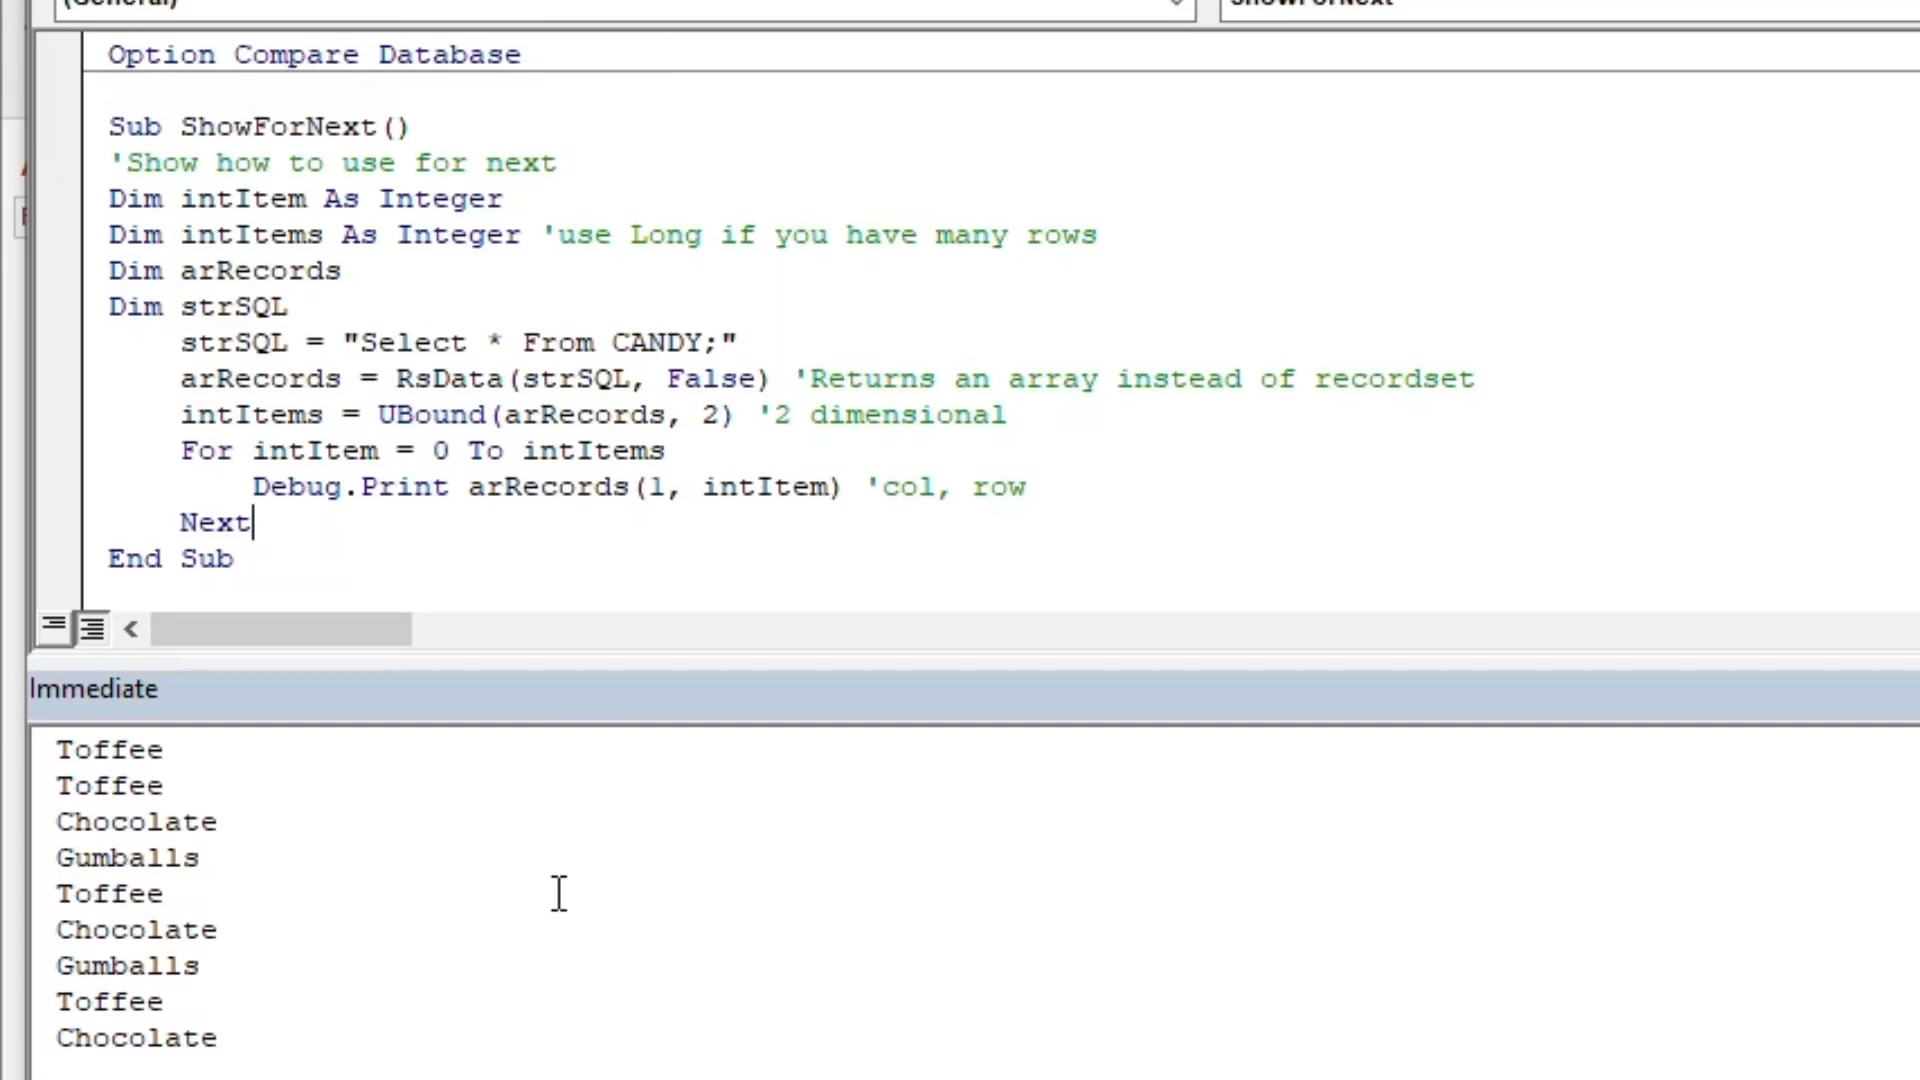 (General)
ShowForNext
Option Compare Database
Sub ShowForNext()
'Show how to use for next
Dim intItem As Integer
Dim intItems As Integer 'use Long if you have many rows
Dim arRecords
Dim strSQL
strSQL = "Select * From CANDY;"
arRecords = RsData(strSQL, False) 'Returns an array instead of recordset
intItems = UBound(arRecords, 2) '2 dimensional
For intItem = 0 To intItems
Debug.Print arRecords(1, intItem) 'col, row
Next
End Sub
Immediate
Toffee
Toffee
Chocolate
Gumballs
Toffee
Chocolate
Gumballs
Toffee
Chocolate